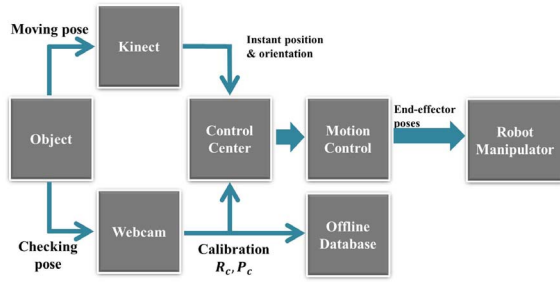 Moving pose
Kinect
Instant position
& orientation
Object
Control
Center
Motion
Control
End-effector
poses
Robot
Manipulator
Checking
pose
Webcam
Calibration
R_c, P_c
Offline
Database